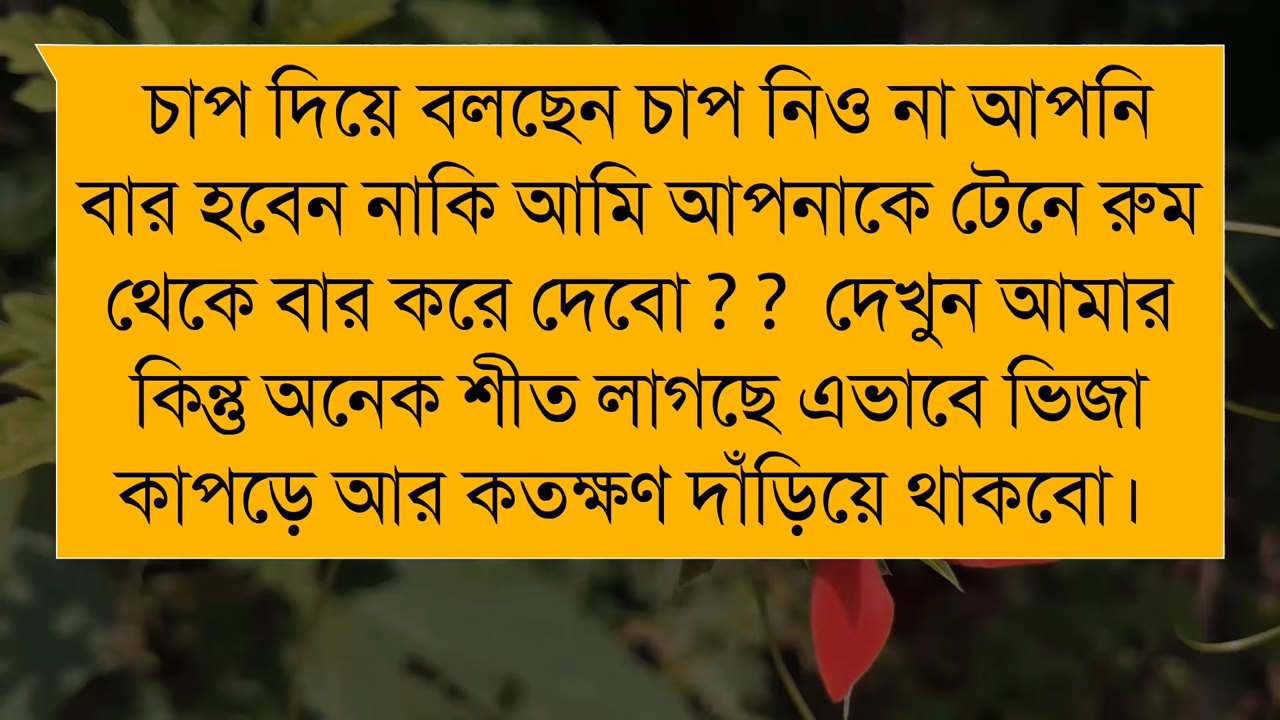 চাপ দিয়ে বলছেন চাপ নিও না আপনি
বার হবেন নাকি আমি আপনাকে টেনে রুম
থেকে বার করে দেবো ? ? দেখুন আমার
কিন্তু অনেক শীত লাগছে এভাবে ভিজা
কাপড়ে আর কতক্ষণ দাঁড়িয়ে থাকবো।